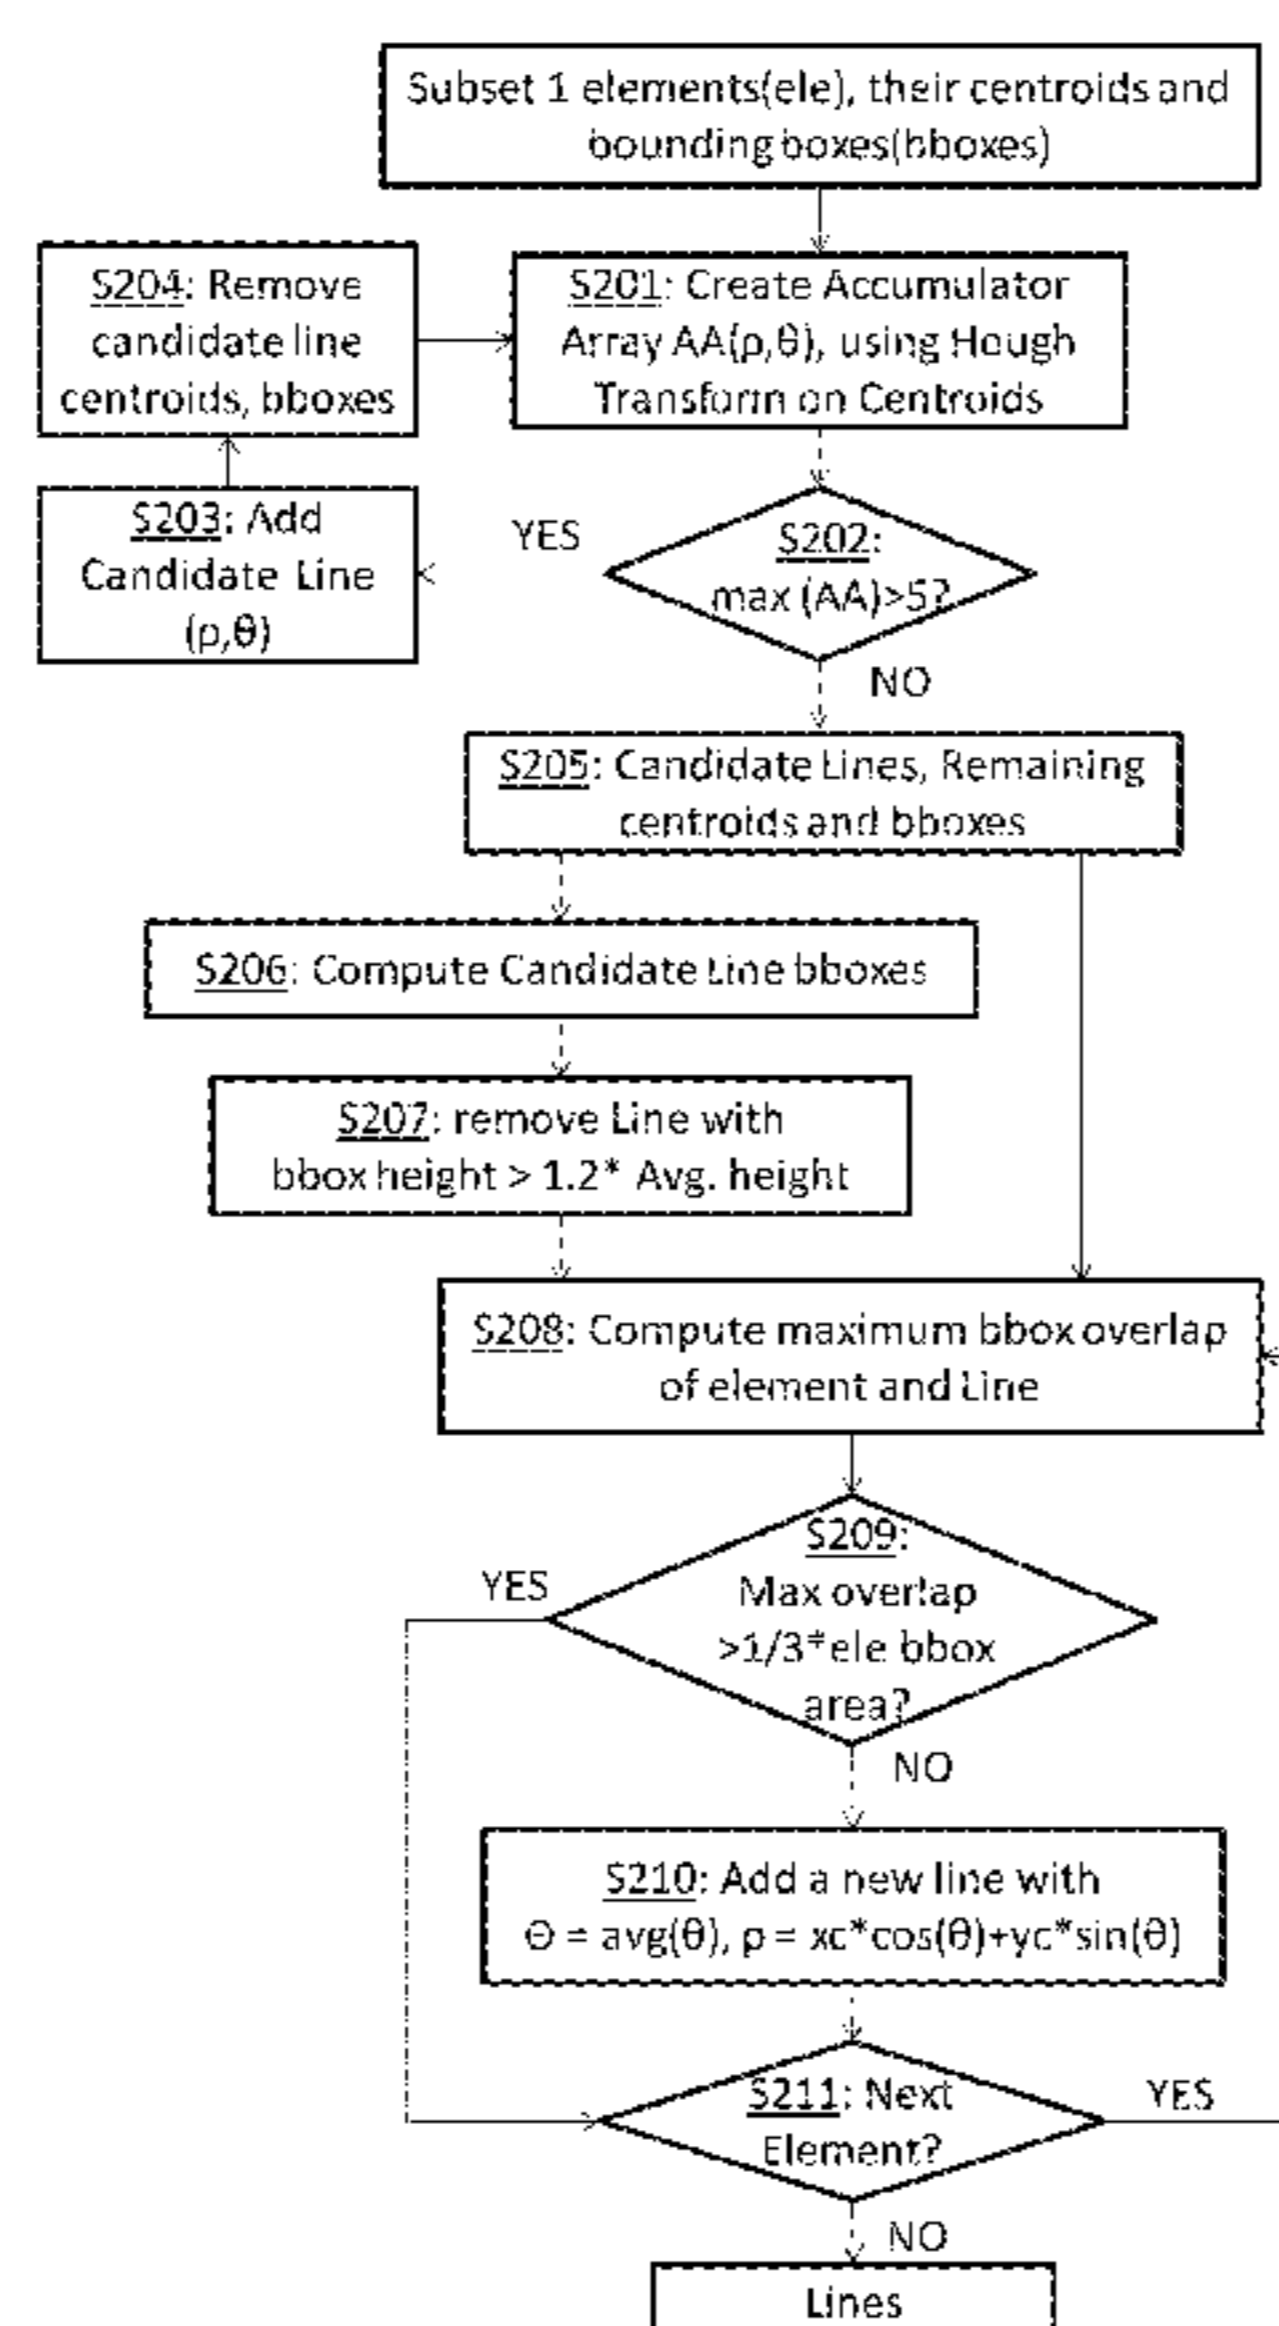 Subset 1 elements(ele), their centroids and
bounding boxes(bboxes)
S204: Remove
candidate line
centroids, bboxes
S201: Create Accumulator
Array AA(ρ,θ), using Hough
Transform on Centroids
S203: Add
Candidate Line
(ρ,θ)
YES
S202:
max (AA)>5?
NO
S205: Candidate Lines, Remaining
centroids and bboxes
S206: Compute Candidate Line bboxes
S207: remove Line with
bbox height > 1.2* Avg. height
S208: Compute maximum bbox overlap
of element and Line
S209:
Max overlap
>1/3*ele bbox
area?
YES
NO
S210: Add a new line with
Θ = avg(θ), ρ = xc*cos(θ)+yc*sin(θ)
S211: Next
Element?
YES
NO
Lines